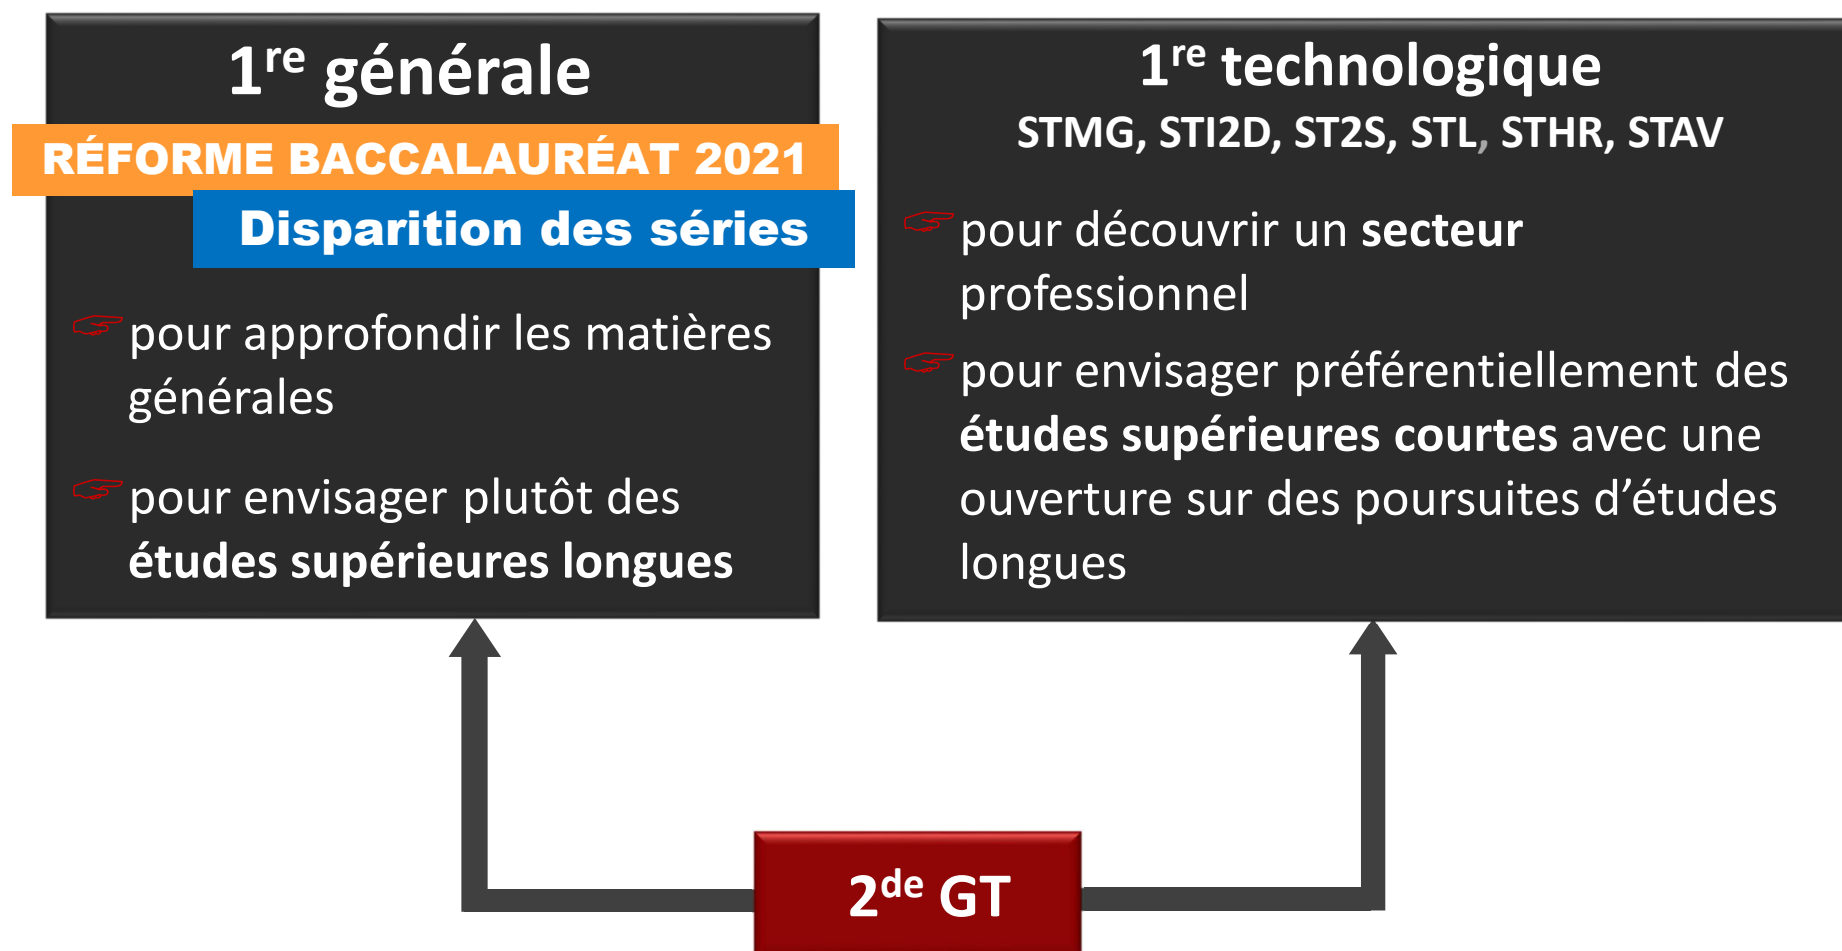 1re générale
RÉFORME BACCALAURÉAT 2021
Disparition des séries
pour approfondir les matières
générales
pour envisager plutôt des
études supérieures longues
1re technologique
STMG, STI2D, ST2S, STL, STHR, STAV
pour découvrir un secteur
professionnel
pour envisager préférentiellement des
études supérieures courtes avec une
ouverture sur des poursuites d’études
longues
2de GT